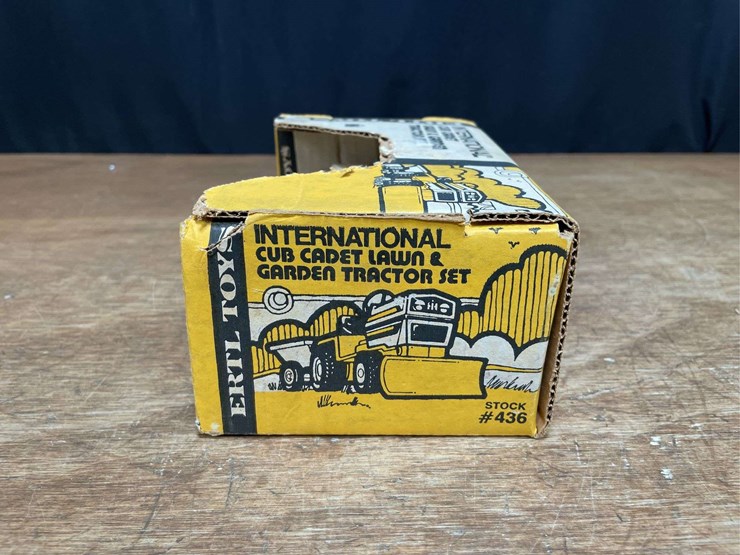 ERTL TOYS
INTERNATIONAL
CUB CADET LAWN &
GARDEN TRACTOR SET
STOCK
#436